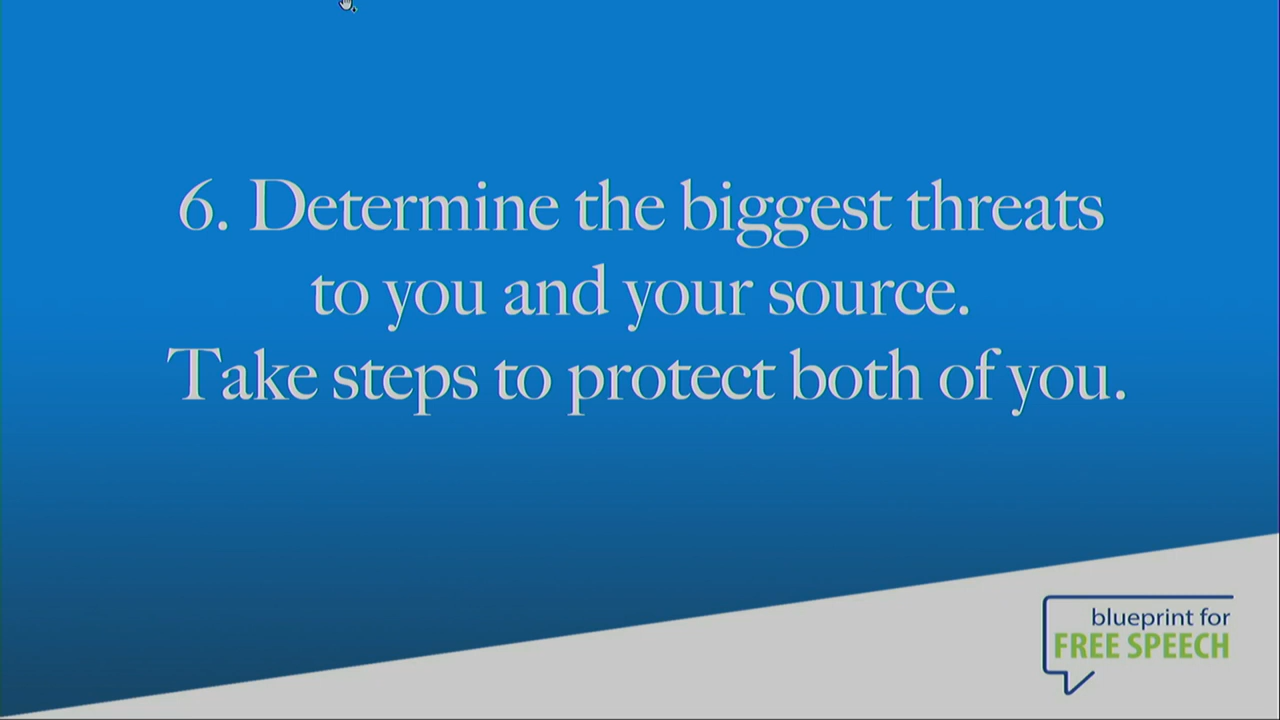 6. Determine the biggest threats
to you and your source.
Take steps to protect both of you.
blueprint for
FREE SPEECH